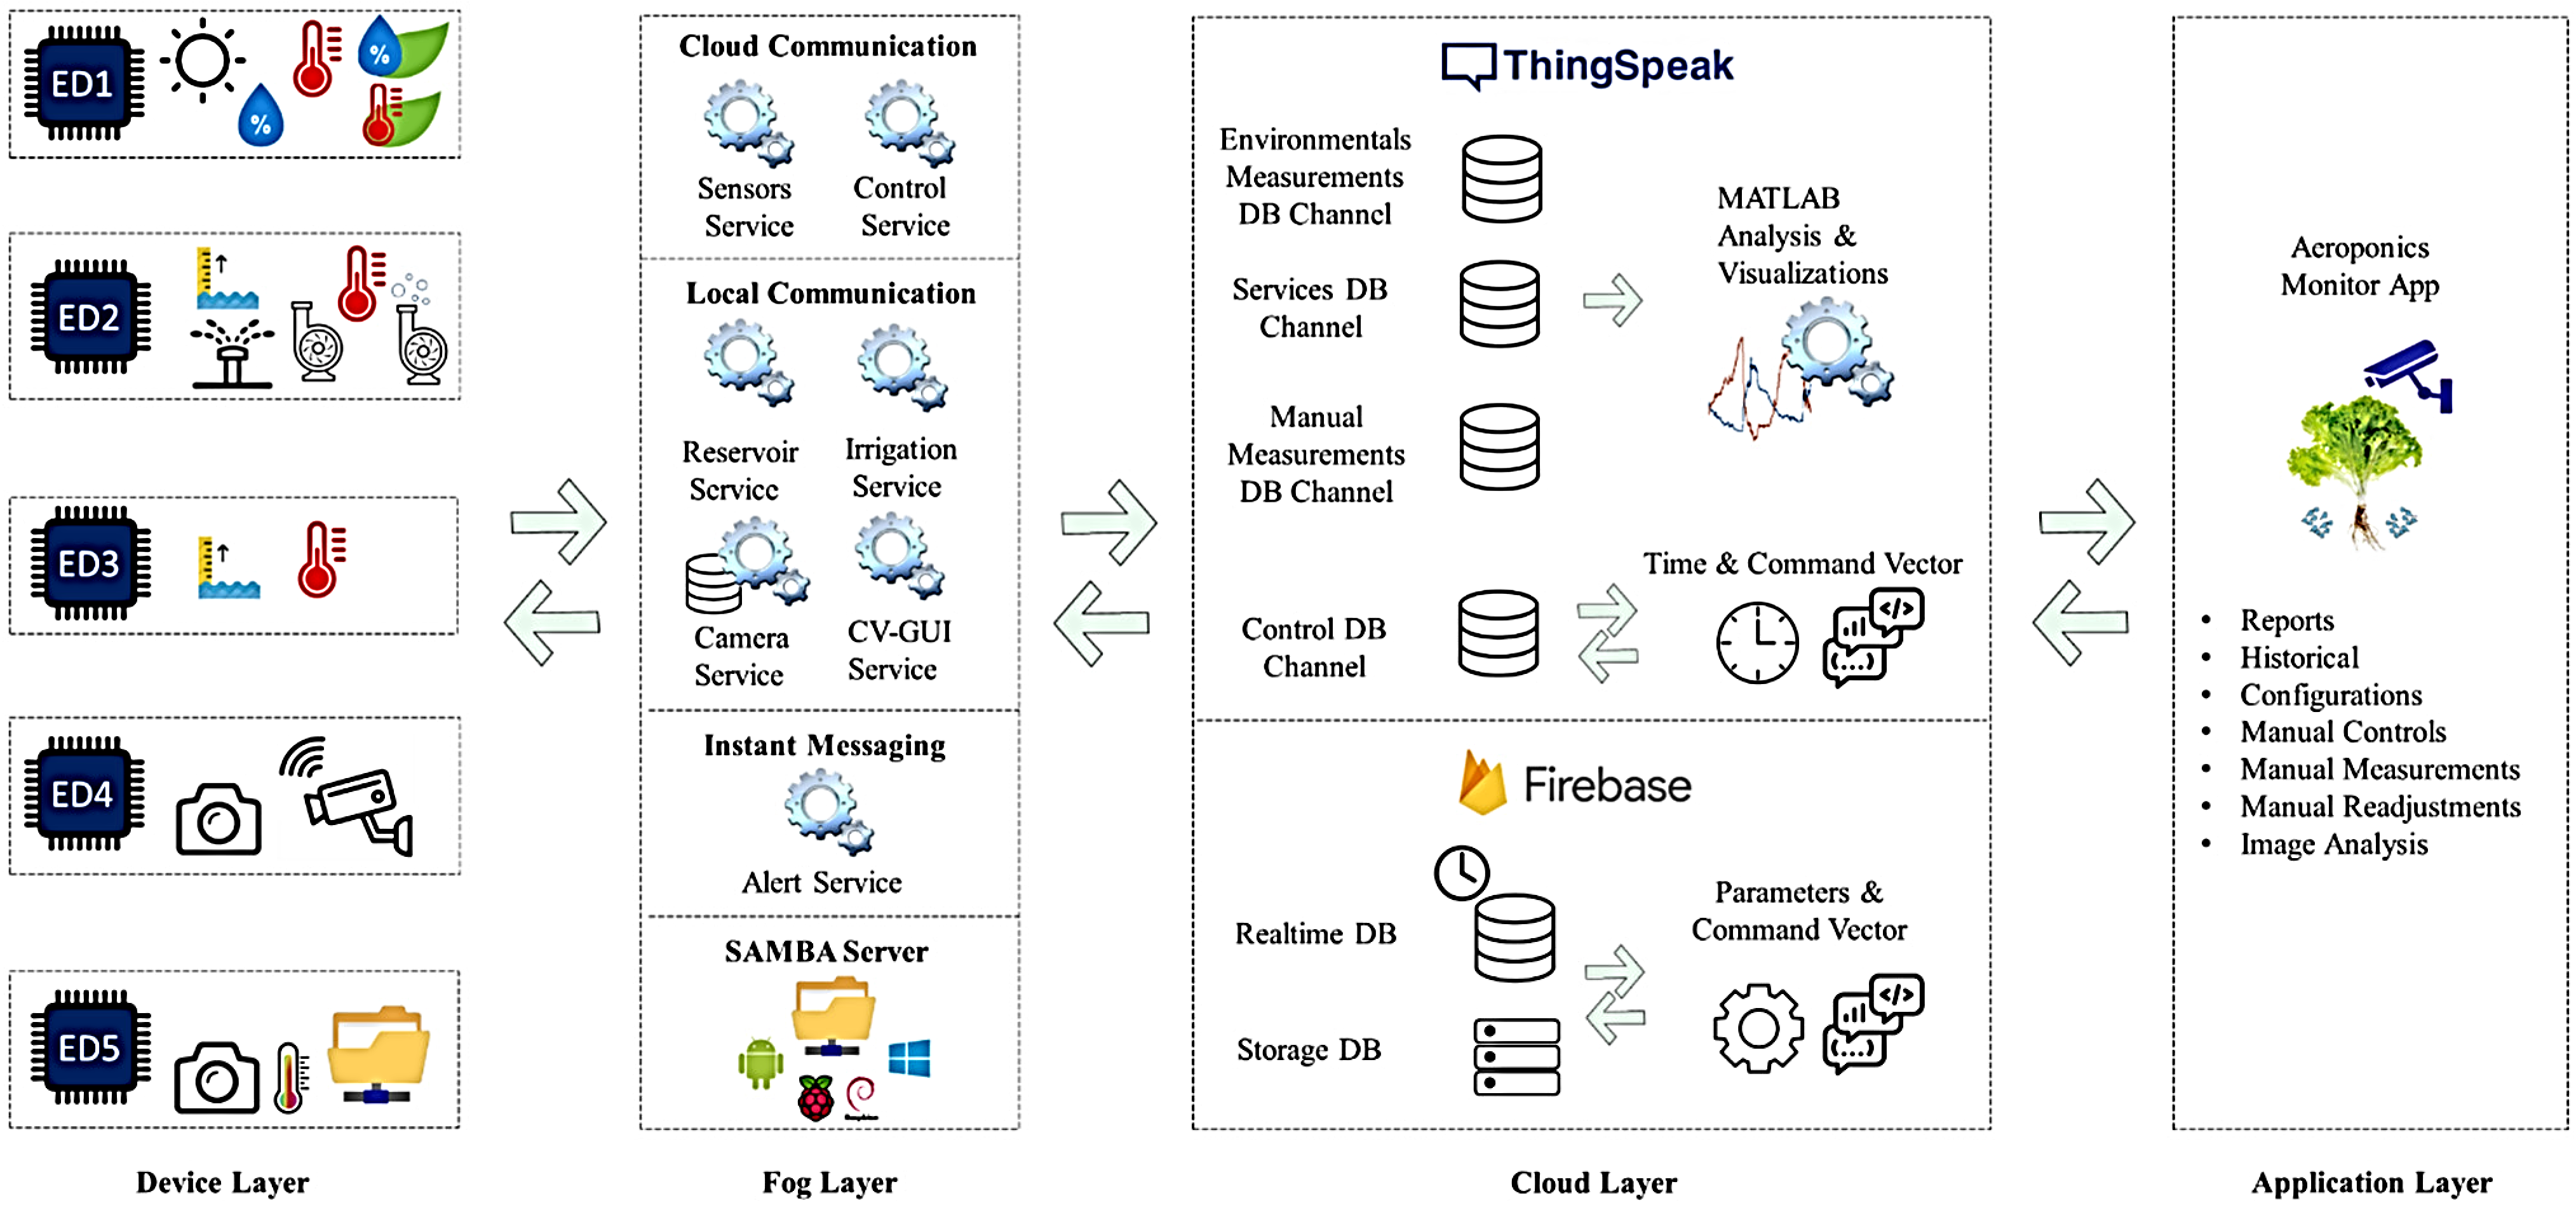 ED1
%
%
ED2
ED3
ED4
ED5
Device Layer
Cloud Communication
Sensors
Service
Control
Service
Local Communication
Reservoir
Service
Irrigation
Service
Camera
Service
CV-GUI
Service
Instant Messaging
Alert Service
SAMBA Server
Fog Layer
ThingSpeak
Environmentals
Measurements
DB Channel
Services DB
Channel
Manual
Measurements
DB Channel
MATLAB
Analysis &
Visualizations
Control DB
Channel
Time & Command Vector
</>
(....)
Firebase
Realtime DB
Storage DB
Parameters &
Command Vector
</>
(....)
Cloud Layer
Aeroponics
Monitor App
• Reports
• Historical
• Configurations
• Manual Controls
• Manual Measurements
• Manual Readjustments
• Image Analysis
Application Layer